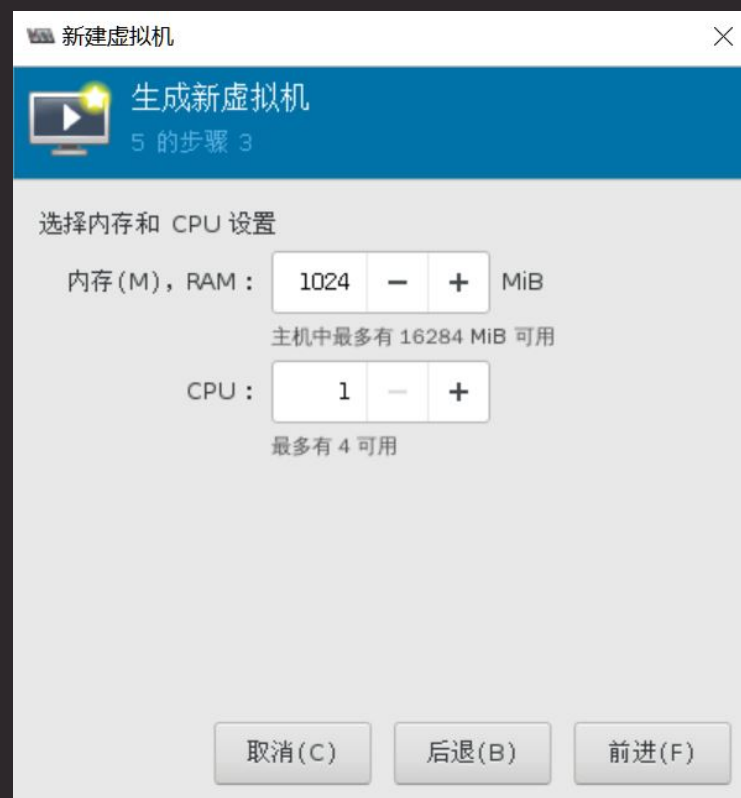 新建虚拟机
生成新虚拟机
5 的步骤 3
选择内存和 CPU 设置
内存(M)，RAM： 1024 − + MiB
主机中最多有 16284 MiB 可用
CPU： 1 − +
最多有 4 可用
取消(C) 后退(B) 前进(F)